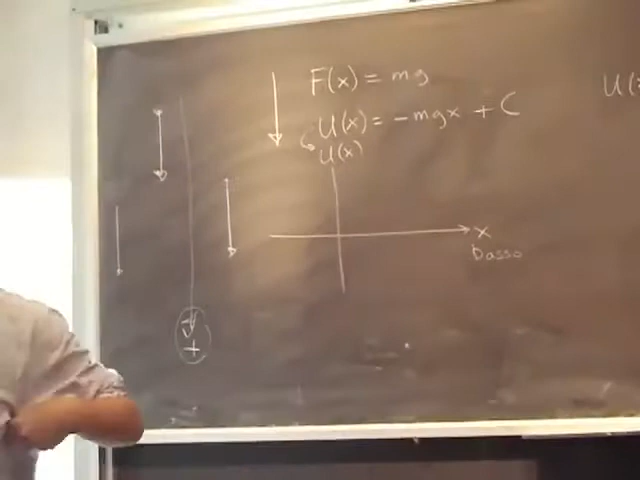 F(x) = mg
U(x) = -mgx + C
U(x)
U(
x
basso
+